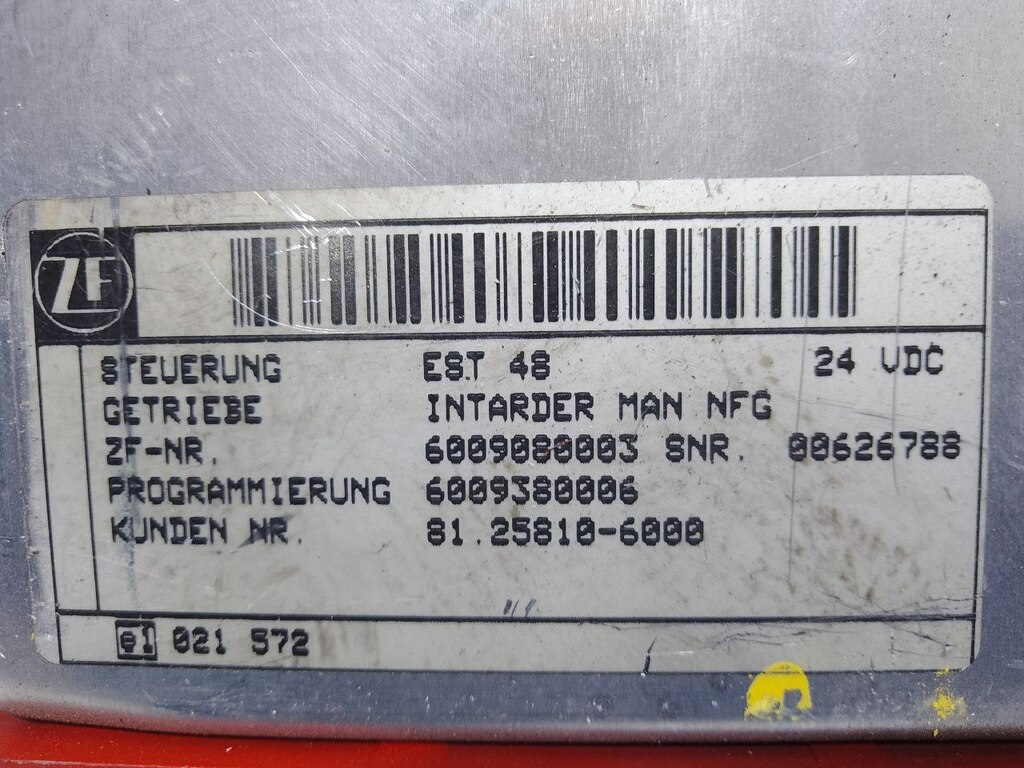 ZF
STEUERUNG EST 48 24 VDC
GETRIEBE INTARDER MAN NFG
ZF-NR. 6009080003 SNR. 00626788
PROGRAMMIERUNG 6009380006
KUNDEN NR. 81.25810-6000
e1 021 572